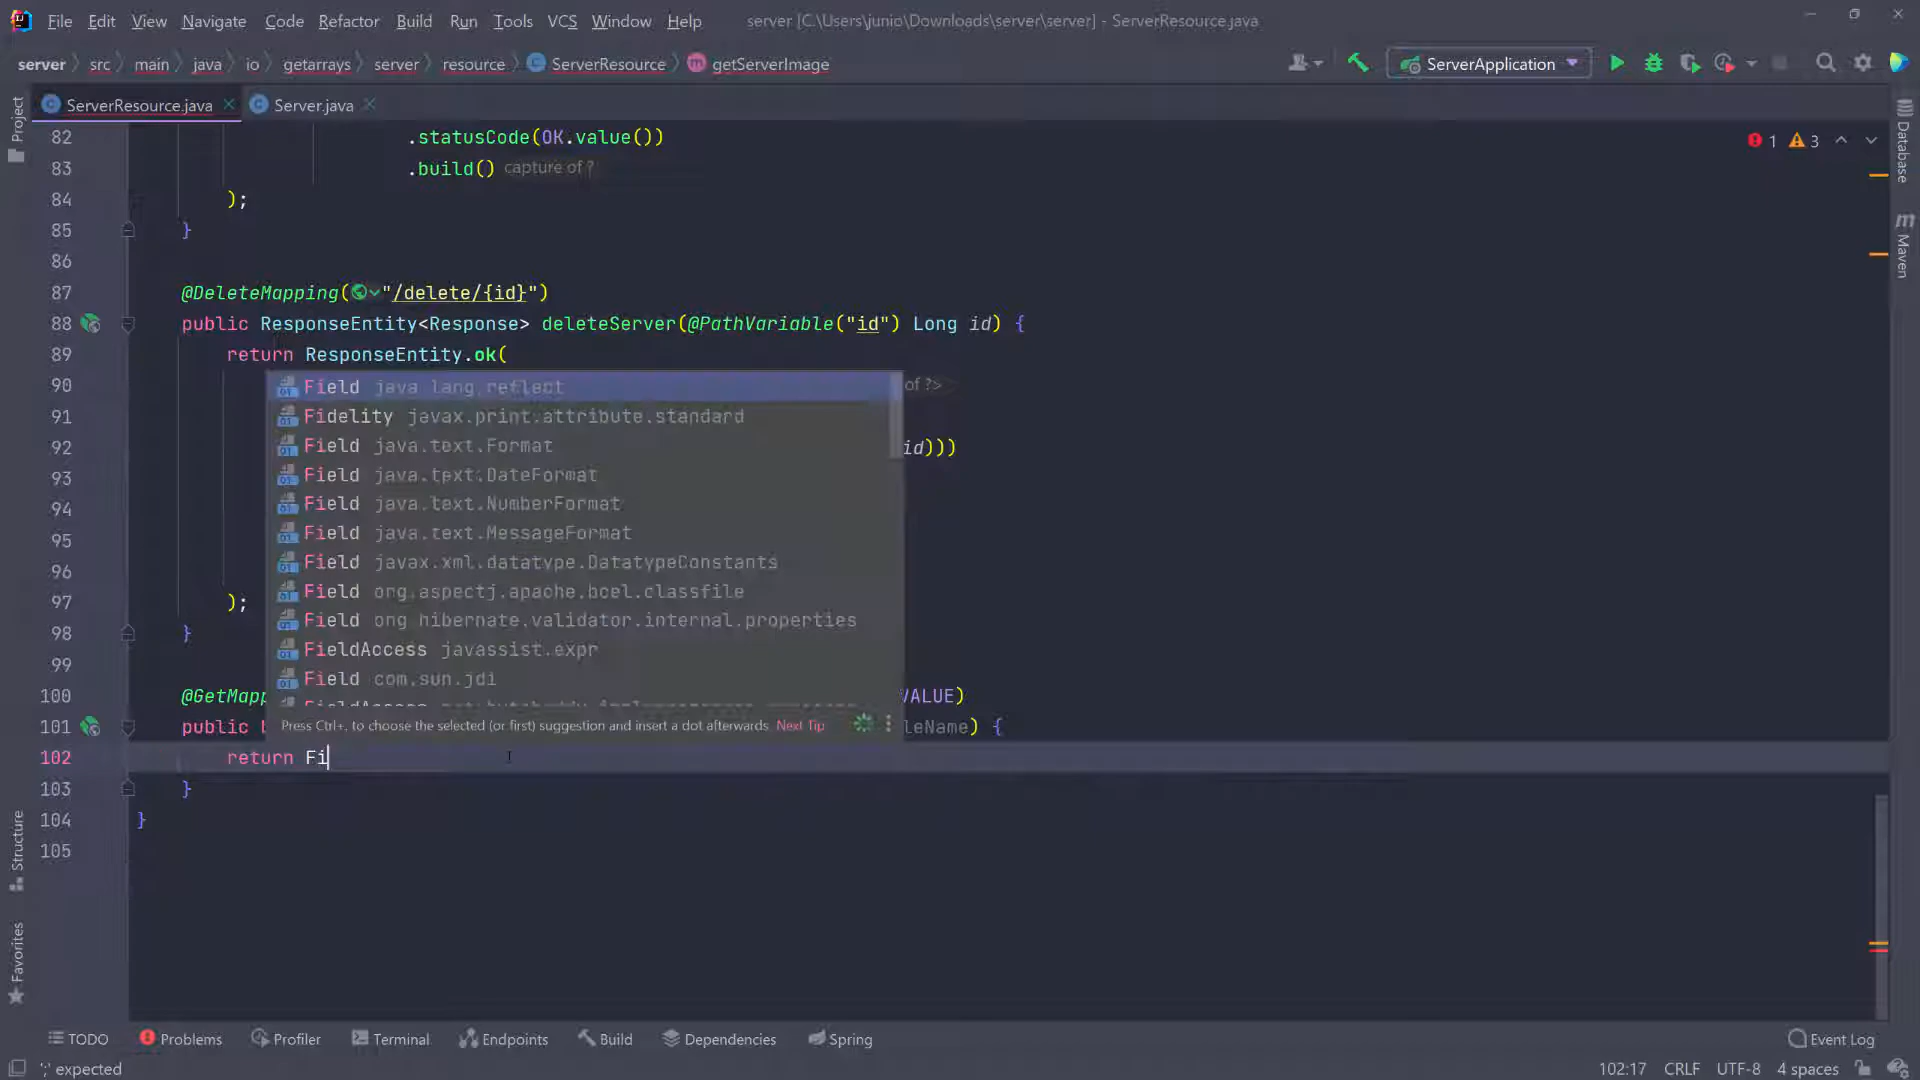 File Edit View Navigate Code Refactor Build Run Tools VCS Window Help server [C:\Users\junio\Downloads\server\server] - ServerResource.java
server src main java io getarrays server resource ServerResource getServerImage ServerApplication
ServerResource.java Server.java
Project
Database
Maven
Structure
Favorites
1 3
82 .statusCode(OK.value())
83 .build() capture of ?
84 );
85 }
86
87 @DeleteMapping("/delete/{id}")
88 public ResponseEntity<Response> deleteServer(@PathVariable("id") Long id) {
89 return ResponseEntity.ok(
90 of ?>
91
92 id)))
93
94
95
96
97 );
98 }
99
100 @GetMapp VALUE)
101 public leName) {
102 return Fi
103 }
104 }
105
Field java.lang.reflect
Fidelity javax.print.attribute.standard
Field java.text.Format
Field java.text.DateFormat
Field java.text.NumberFormat
Field java.text.MessageFormat
Field javax.xml.datatype.DatatypeConstants
Field org.aspectj.apache.bcel.classfile
Field org.hibernate.validator.internal.properties
FieldAccess javassist.expr
Field com.sun.jdi
Press Ctrl+. to choose the selected (or first) suggestion and insert a dot afterwards Next Tip
TODO Problems Profiler Terminal Endpoints Build Dependencies Spring Event Log
';' expected 102:17 CRLF UTF-8 4 spaces